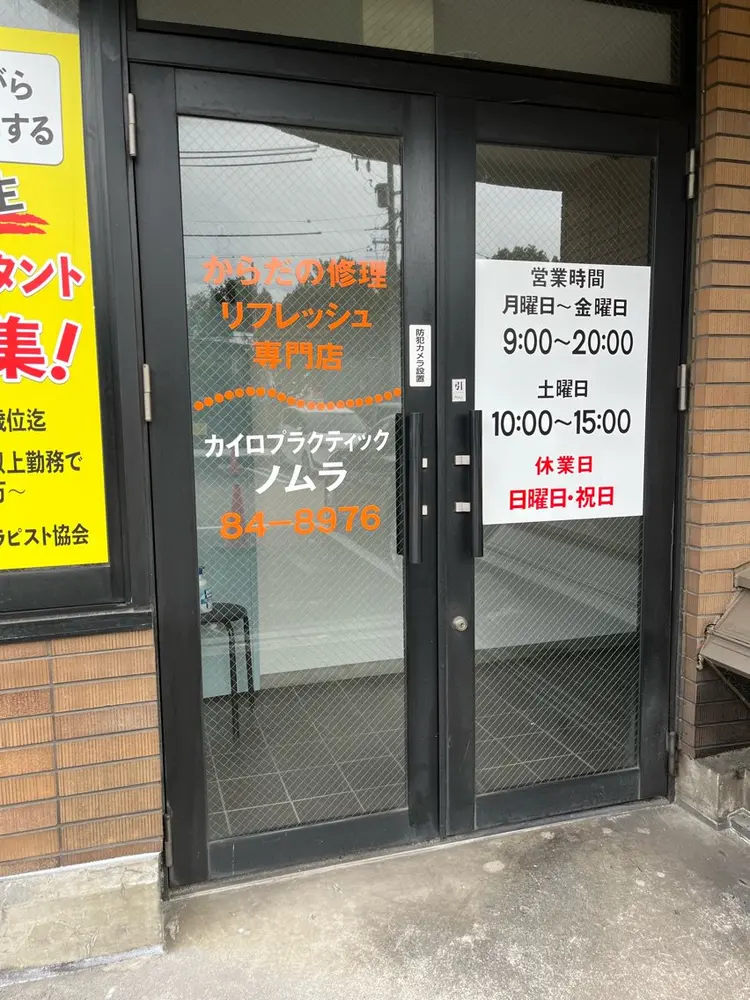 がら
する
タント
集!
歳位迄
以上勤務で
万～
ラピスト協会
からだの修理
リフレッシュ
専門店
カイロプラクティック
ノムラ
84-8976
防犯カメラ設置
引
営業時間
月曜日～金曜日
9:00～20:00
土曜日
10:00～15:00
休業日
日曜日・祝日